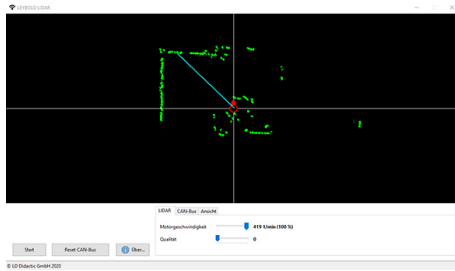 LEYBOLD LIDAR
LIDAR CAN-Bus Ansicht
Motorgeschwindigkeit 419 1/min (100 %)
Qualität 0
Start Reset CAN-Bus Über...
© LD Didactic GmbH 2020